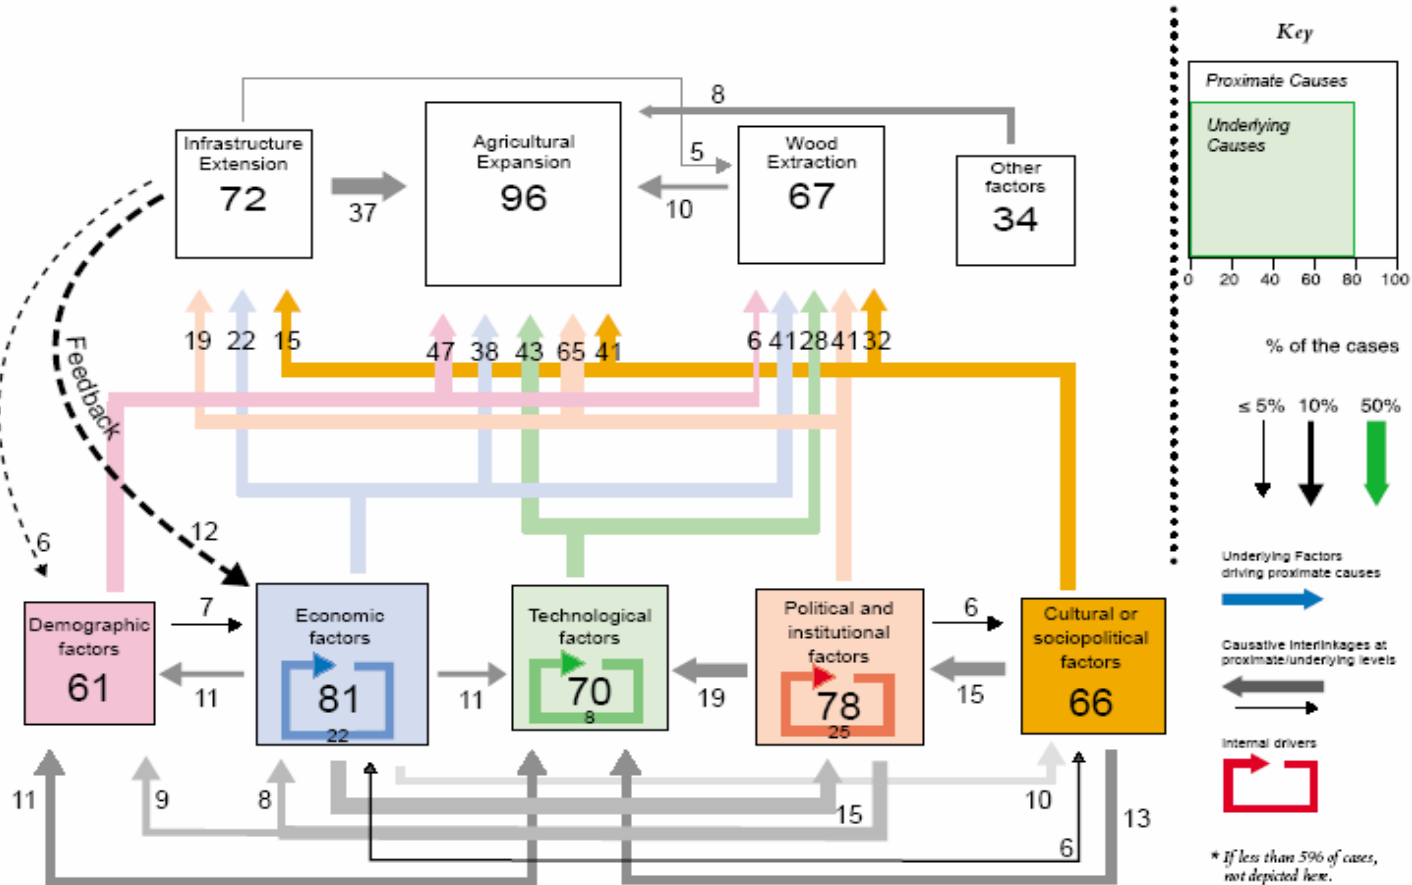 Key
Proximate Causes
Underlying
Causes
0 20 40 60 80 100
% of the cases
≤ 5% 10% 50%
Underlying Factors
driving proximate causes
Causative interlinkages at
proximate/underlying levels
Internal drivers
* If less than 5% of cases,
not depicted here.
8
5
Infrastructure
Extension
72
37
Agricultural
Expansion
96
10
Wood
Extraction
67
Other
factors
34
19 22 15
47 38 43 65 41
6 41 28 41 32
Feedback
6
12
Demographic
factors
61
7
11
Economic
factors
81
22
11
Technological
factors
70
8
19
Political and
institutional
factors
78
25
6
15
Cultural or
sociopolitical
factors
66
11
9
8
15
10
6
13